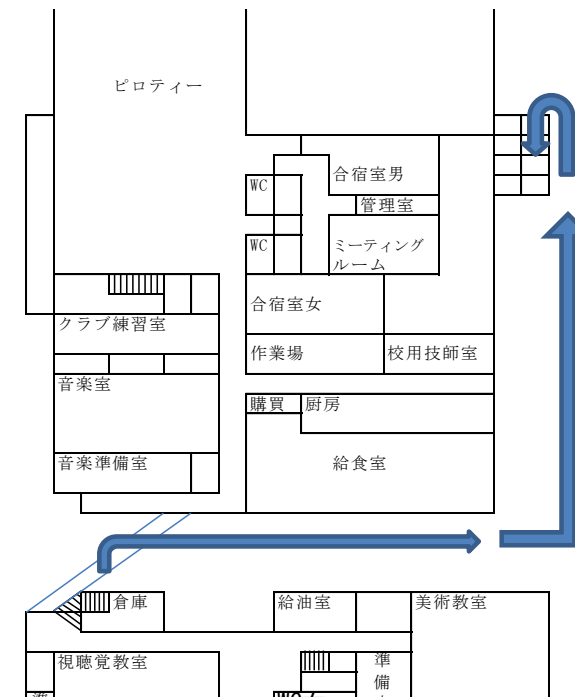 ピロティー
合宿室男
WC
管理室
WC
ミーティング
ルーム
合宿室女
クラブ練習室
作業場
校用技師室
音楽室
購買
厨房
音楽準備室
給食室
倉庫
給油室
美術教室
視聴覚教室
準
備